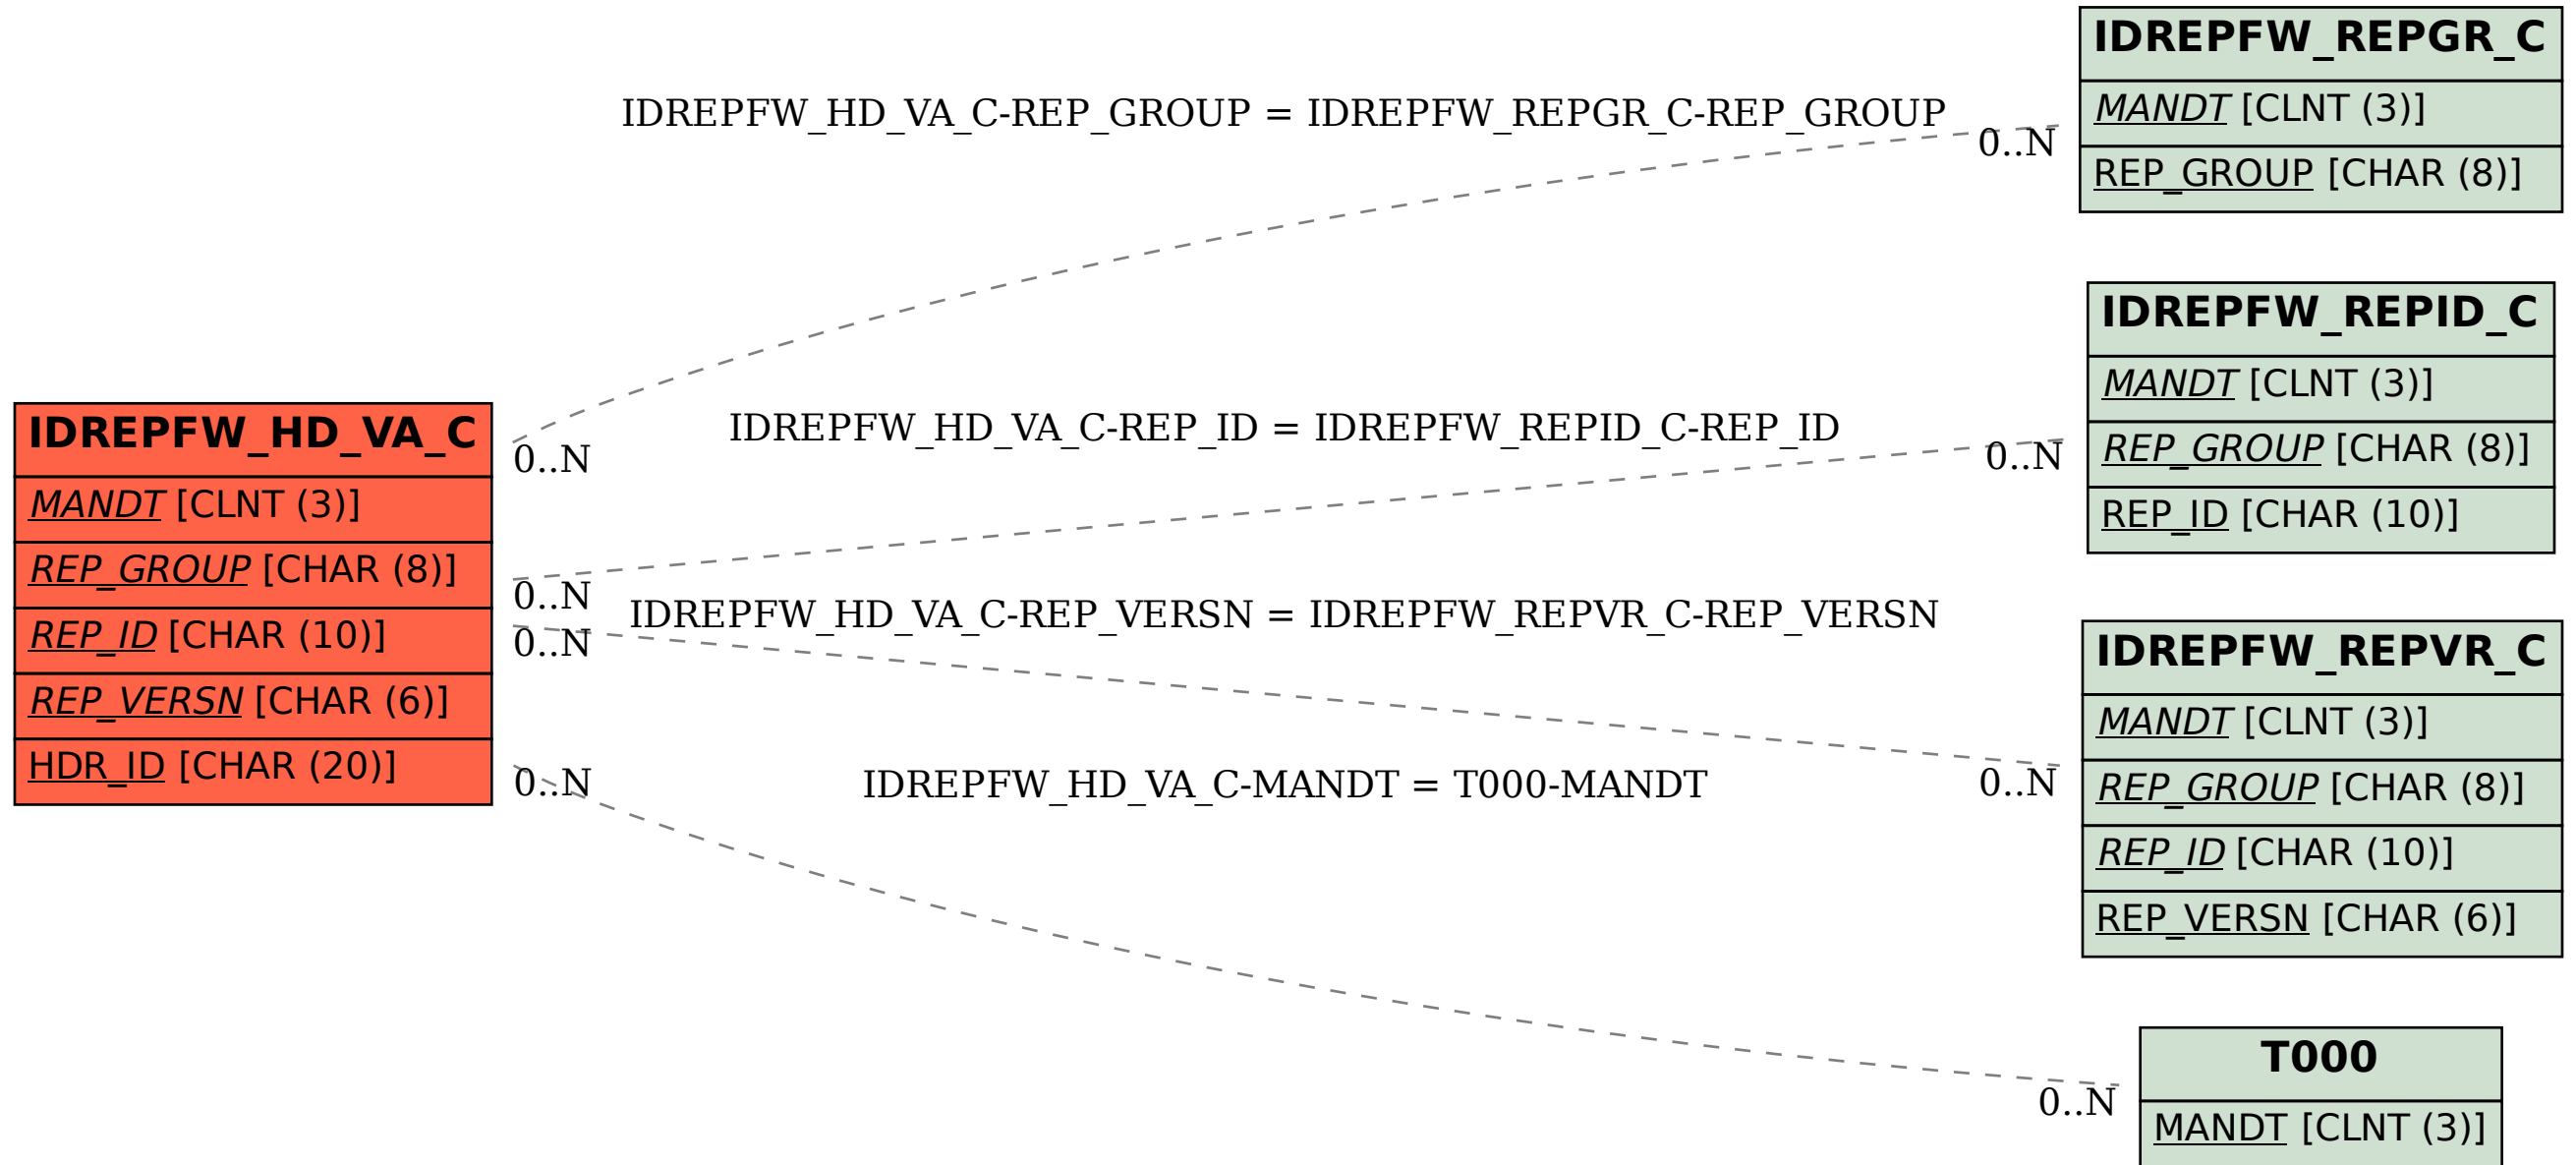 IDREPFW_HD_VA_C
MANDT [CLNT (3)]
REP_GROUP [CHAR (8)]
REP_ID [CHAR (10)]
REP_VERSN [CHAR (6)]
HDR_ID [CHAR (20)]
IDREPFW_HD_VA_C-REP_GROUP = IDREPFW_REPGR_C-REP_GROUP
0..N
0..N
IDREPFW_HD_VA_C-REP_ID = IDREPFW_REPID_C-REP_ID
0..N
0..N
IDREPFW_HD_VA_C-REP_VERSN = IDREPFW_REPVR_C-REP_VERSN
0..N
0..N
IDREPFW_HD_VA_C-MANDT = T000-MANDT
0..N
0..N
IDREPFW_REPGR_C
MANDT [CLNT (3)]
REP_GROUP [CHAR (8)]
IDREPFW_REPID_C
MANDT [CLNT (3)]
REP_GROUP [CHAR (8)]
REP_ID [CHAR (10)]
IDREPFW_REPVR_C
MANDT [CLNT (3)]
REP_GROUP [CHAR (8)]
REP_ID [CHAR (10)]
REP_VERSN [CHAR (6)]
T000
MANDT [CLNT (3)]